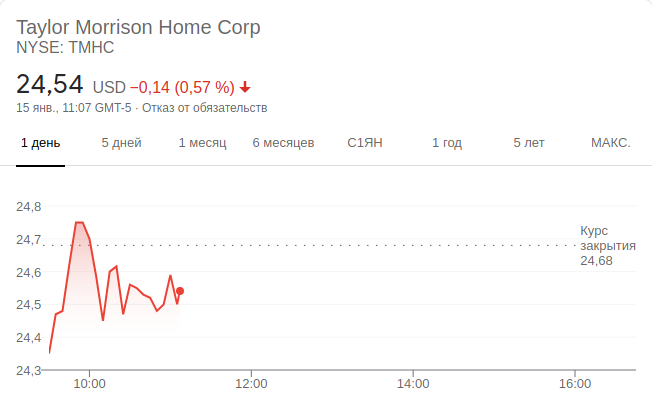 Taylor Morrison Home Corp
NYSE: TMHC
24,54 USD −0,14 (0,57 %)
15 янв., 11:07 GMT-5 · Отказ от обязательств
1 день 5 дней 1 месяц 6 месяцев С1ЯН 1 год 5 лет МАКС.
24,8
24,7
24,6
24,5
24,4
24,3
Курс
закрытия
24,68
10:00 12:00 14:00 16:00